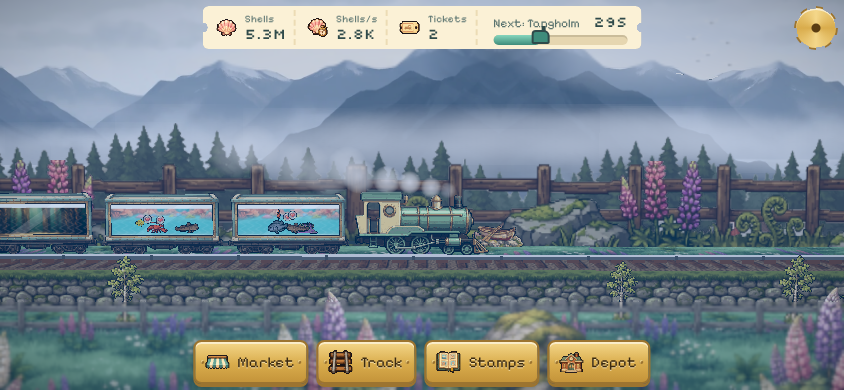 Shells
5.3M
Shells/s
2.8K
Tickets
2
Next: Tangholm 29S
Market
Track
Stamps
Depot